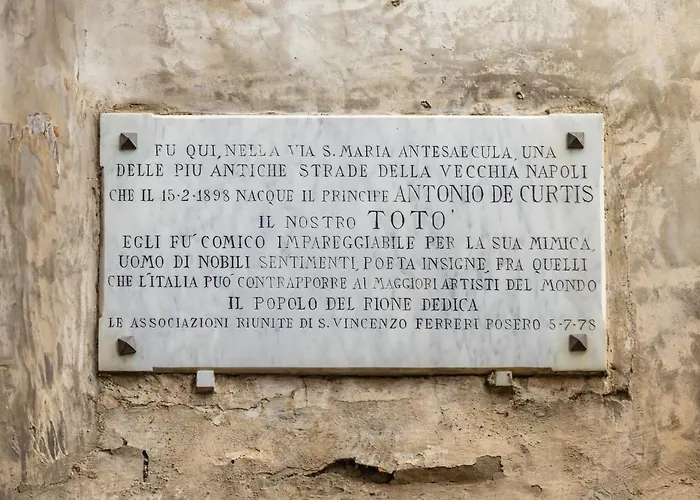 FU QUI, NELLA VIA S. MARIA ANTESAECULA, UNA
DELLE PIU ANTICHE STRADE DELLA VECCHIA NAPOLI
CHE IL 15-2-1898 NACQUE IL PRINCIPE ANTONIO DE CURTIS
IL NOSTRO TOTO'
EGLI FU' COMICO IMPAREGGIABILE PER LA SUA MIMICA,
UOMO DI NOBILI SENTIMENTI, POETA INSIGNE, FRA QUELLI
CHE L'ITALIA PUO' CONTRAPPORRE AI MAGGIORI ARTISTI DEL MONDO
IL POPOLO DEL RIONE DEDICA
LE ASSOCIAZIONI RIUNITE DI S. VINCENZO FERRERI POSERO 5-7-78